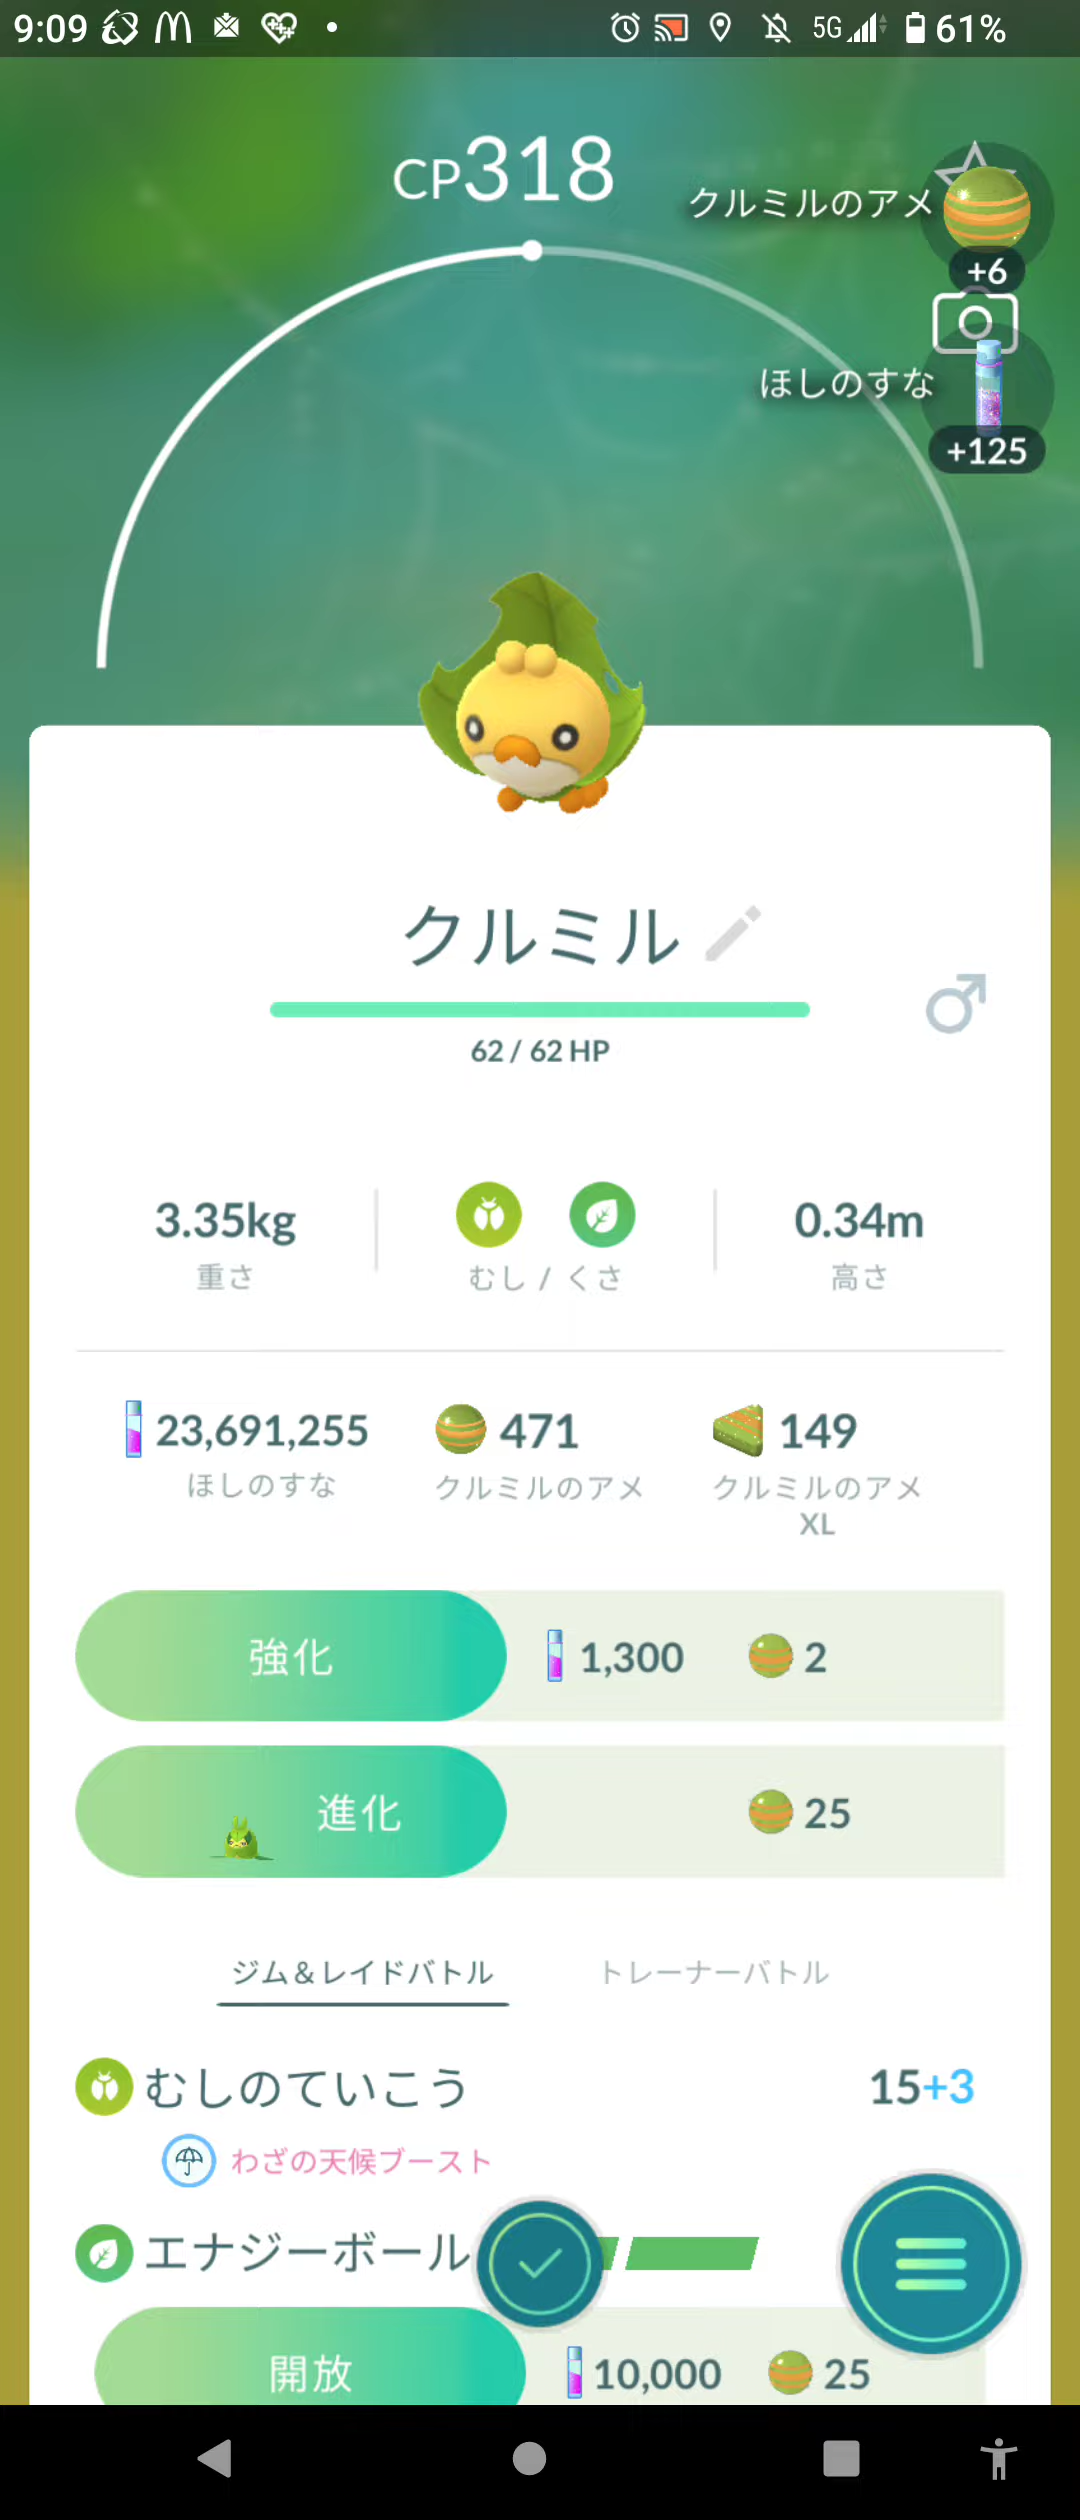 9:09
5G
61%
CP318
クルミルのアメ
+6
ほしのすな
+125
クルミル
62 / 62 HP
3.35kg
重さ
むし / くさ
0.34m
高さ
23,691,255
ほしのすな
471
クルミルのアメ
149
クルミルのアメ
XL
強化
1,300
2
進化
25
ジム&レイドバトル
トレーナーバトル
むしのていこう
15+3
わざの天候ブースト
エナジーボール
開放
10,000
25